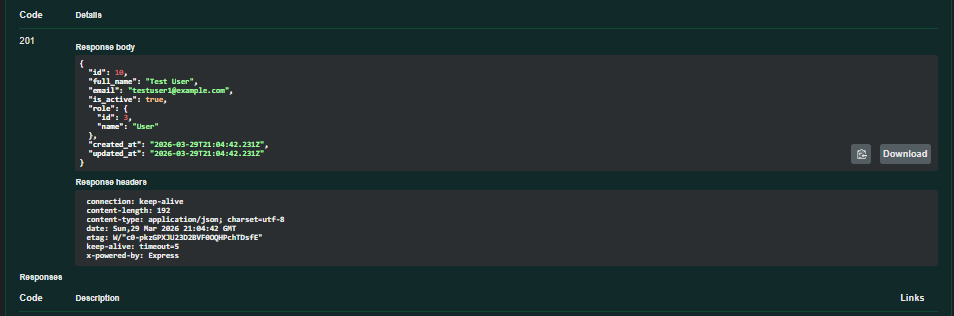 Code Details
201
Response body
{
"id": 10,
"full_name": "Test User",
"email": "testuser1@example.com",
"is_active": true,
"role": {
"id": 3,
"name": "User"
},
"created_at": "2026-03-29T21:04:42.231Z",
"updated_at": "2026-03-29T21:04:42.231Z"
}
Download
Response headers
connection: keep-alive
content-length: 192
content-type: application/json; charset=utf-8
date: Sun,29 Mar 2026 21:04:42 GMT
etag: W/"c0-pkzGPXJU23D2BVF0OQHPchTDsfE"
keep-alive: timeout=5
x-powered-by: Express
Responses
Code Description Links